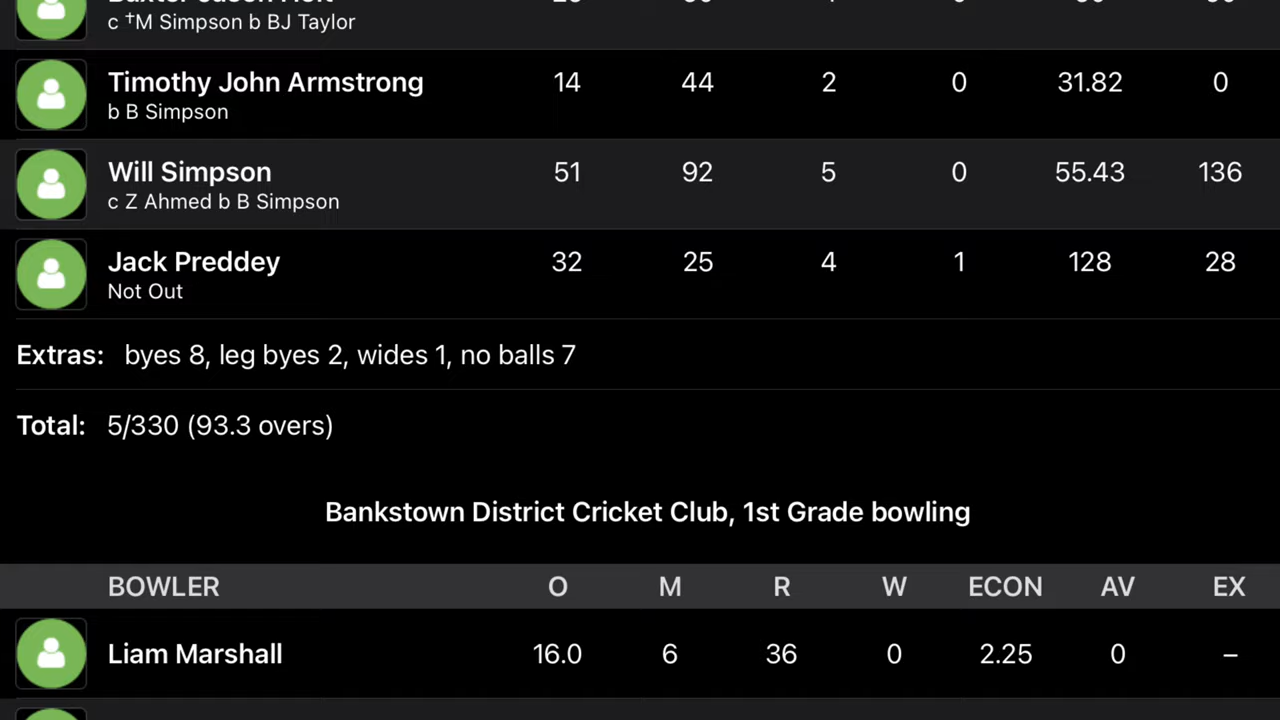 c †M Simpson b BJ Taylor
Timothy John Armstrong 14 44 2 0 31.82 0
b B Simpson
Will Simpson 51 92 5 0 55.43 136
c Z Ahmed b B Simpson
Jack Preddey 32 25 4 1 128 28
Not Out
Extras: byes 8, leg byes 2, wides 1, no balls 7
Total: 5/330 (93.3 overs)
Bankstown District Cricket Club, 1st Grade bowling
BOWLER O M R W ECON AV EX
Liam Marshall 16.0 6 36 0 2.25 0 –